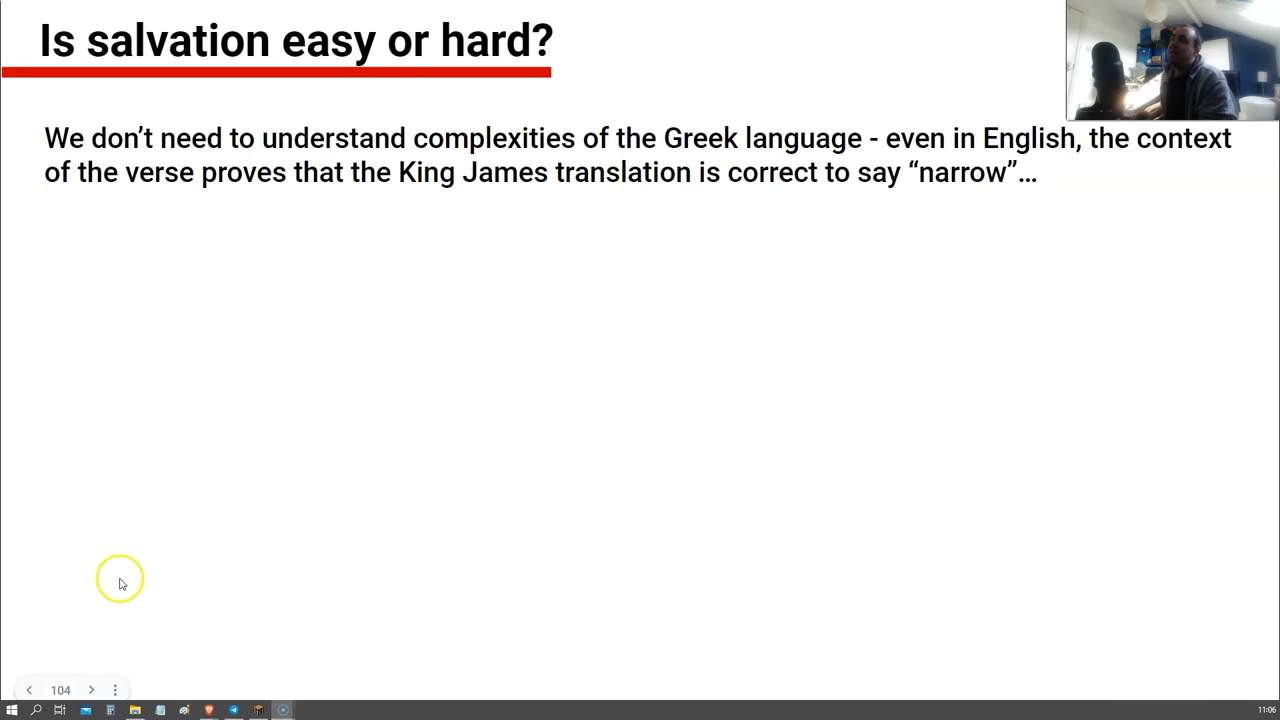 Is salvation easy or hard?
We don’t need to understand complexities of the Greek language - even in English, the context
of the verse proves that the King James translation is correct to say “narrow”...
104
11:06